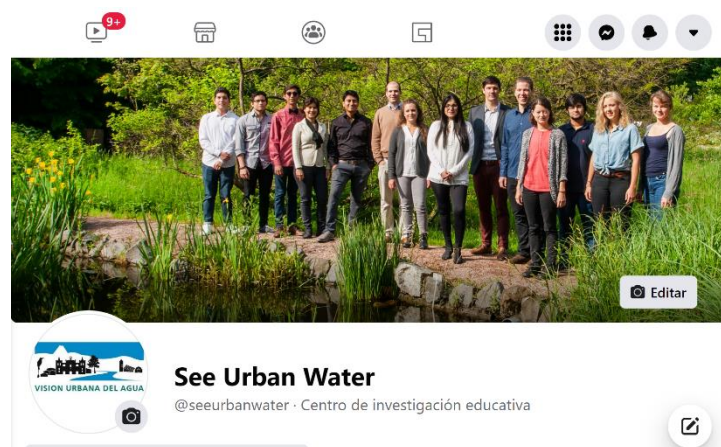 9+
Editar
VISION URBANA DEL AGUA
See Urban Water
@seeurbanwater · Centro de investigación educativa